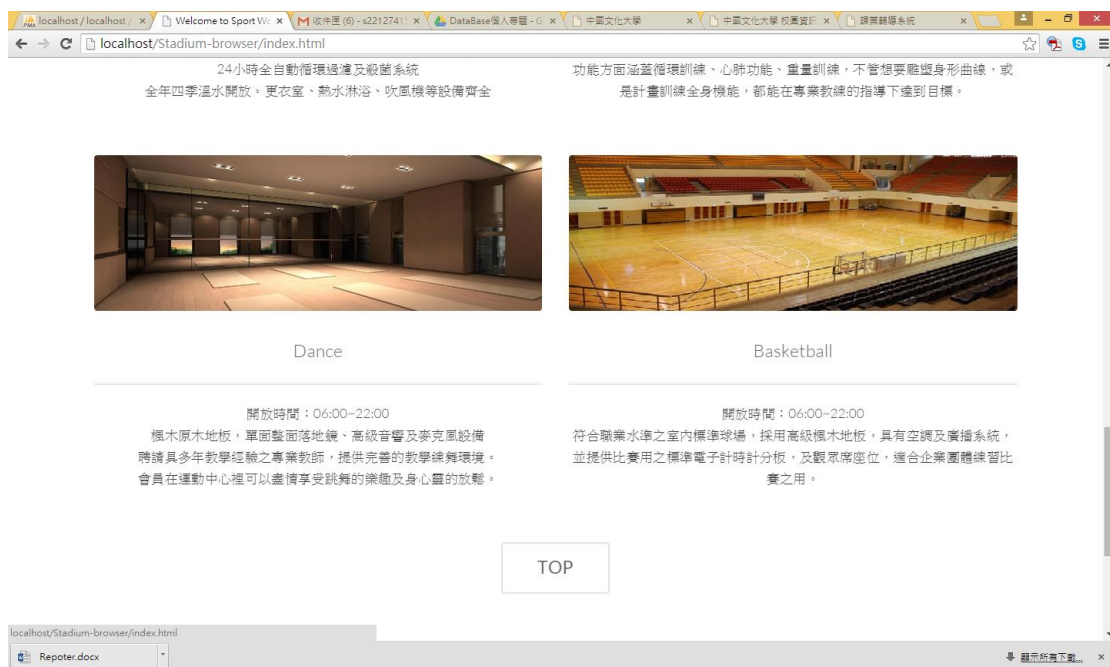 localhost / localhost /
Welcome to Sport Wo
收件匣 (6) - s2212741
DataBase個人專題 - G
中國文化大學
中國文化大學 校園資訊
課業輔導系統
localhost/Stadium-browser/index.html
24小時全自動循環過濾及殺菌系統
全年四季溫水開放。更衣室、熱水淋浴、吹風機等設備齊全
功能方面涵蓋循環訓練、心肺功能、重量訓練，不管想要雕塑身形曲線，或
是計畫訓練全身機能，都能在專業教練的指導下達到目標。
Dance
開放時間：06:00~22:00
楓木原木地板，單面整面落地鏡、高級音響及麥克風設備
聘請具多年教學經驗之專業教師，提供完善的教學練舞環境。
會員在運動中心裡可以盡情享受跳舞的樂趣及身心靈的放鬆。
Basketball
開放時間：06:00~22:00
符合職業水準之室內標準球場，採用高級楓木地板，具有空調及廣播系統，
並提供比賽用之標準電子計時計分板，及觀眾席座位，適合企業團體練習比
賽之用。
TOP
localhost/Stadium-browser/index.html
Repoter.docx
顯示所有下載...